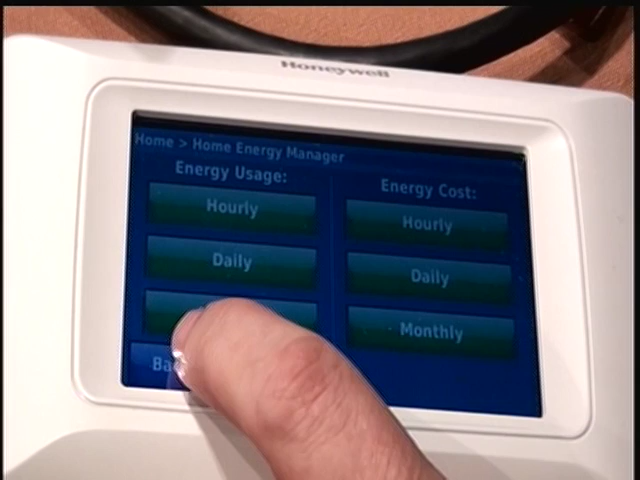 Honeywell
Home > Home Energy Manager
Energy Usage:
Hourly
Daily
Energy Cost:
Hourly
Daily
Monthly